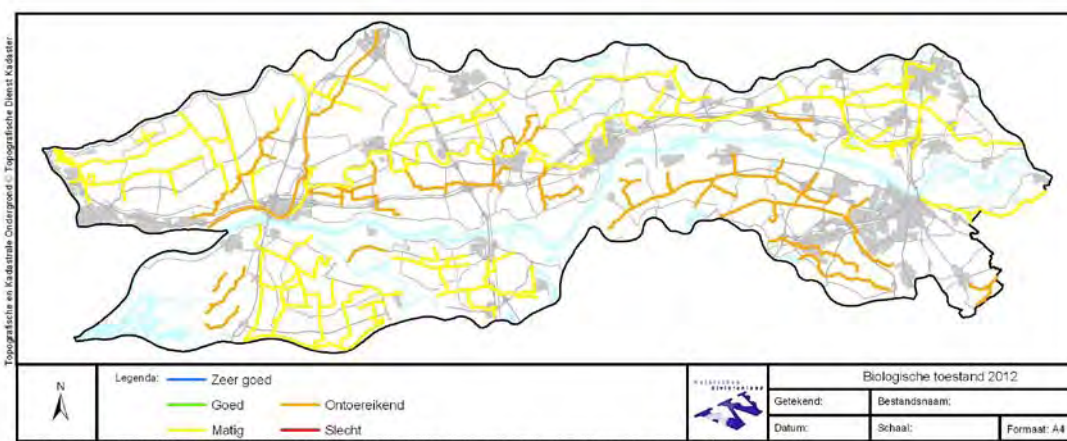 Topografische en Kadastrale Ondergrond © Topografische Dienst Kadaster
N
Legenda:
Zeer goed
Goed
Matig
Ontoereikend
Slecht
Rivierenland
Biologische toestand 2012
Getekend:
Bestandsnaam:
Datum:
Schaal:
Formaat: A4